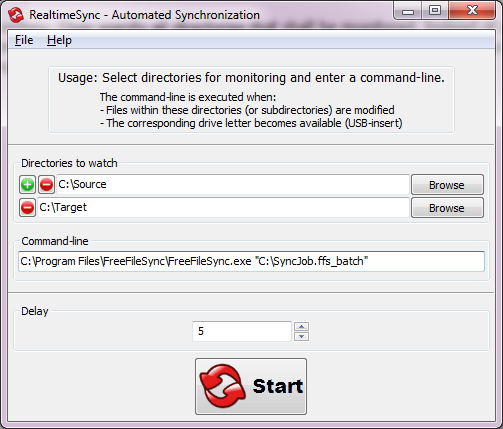 RealtimeSync - Automated Synchronization
File Help
Usage: Select directories for monitoring and enter a command-line.
The command-line is executed when:
- Files within these directories (or subdirectories) are modified
- The corresponding drive letter becomes available (USB-insert)
Directories to watch
C:\Source Browse
C:\Target Browse
Command-line
C:\Program Files\FreeFileSync\FreeFileSync.exe "C:\SyncJob.ffs_batch"
Delay
5
Start